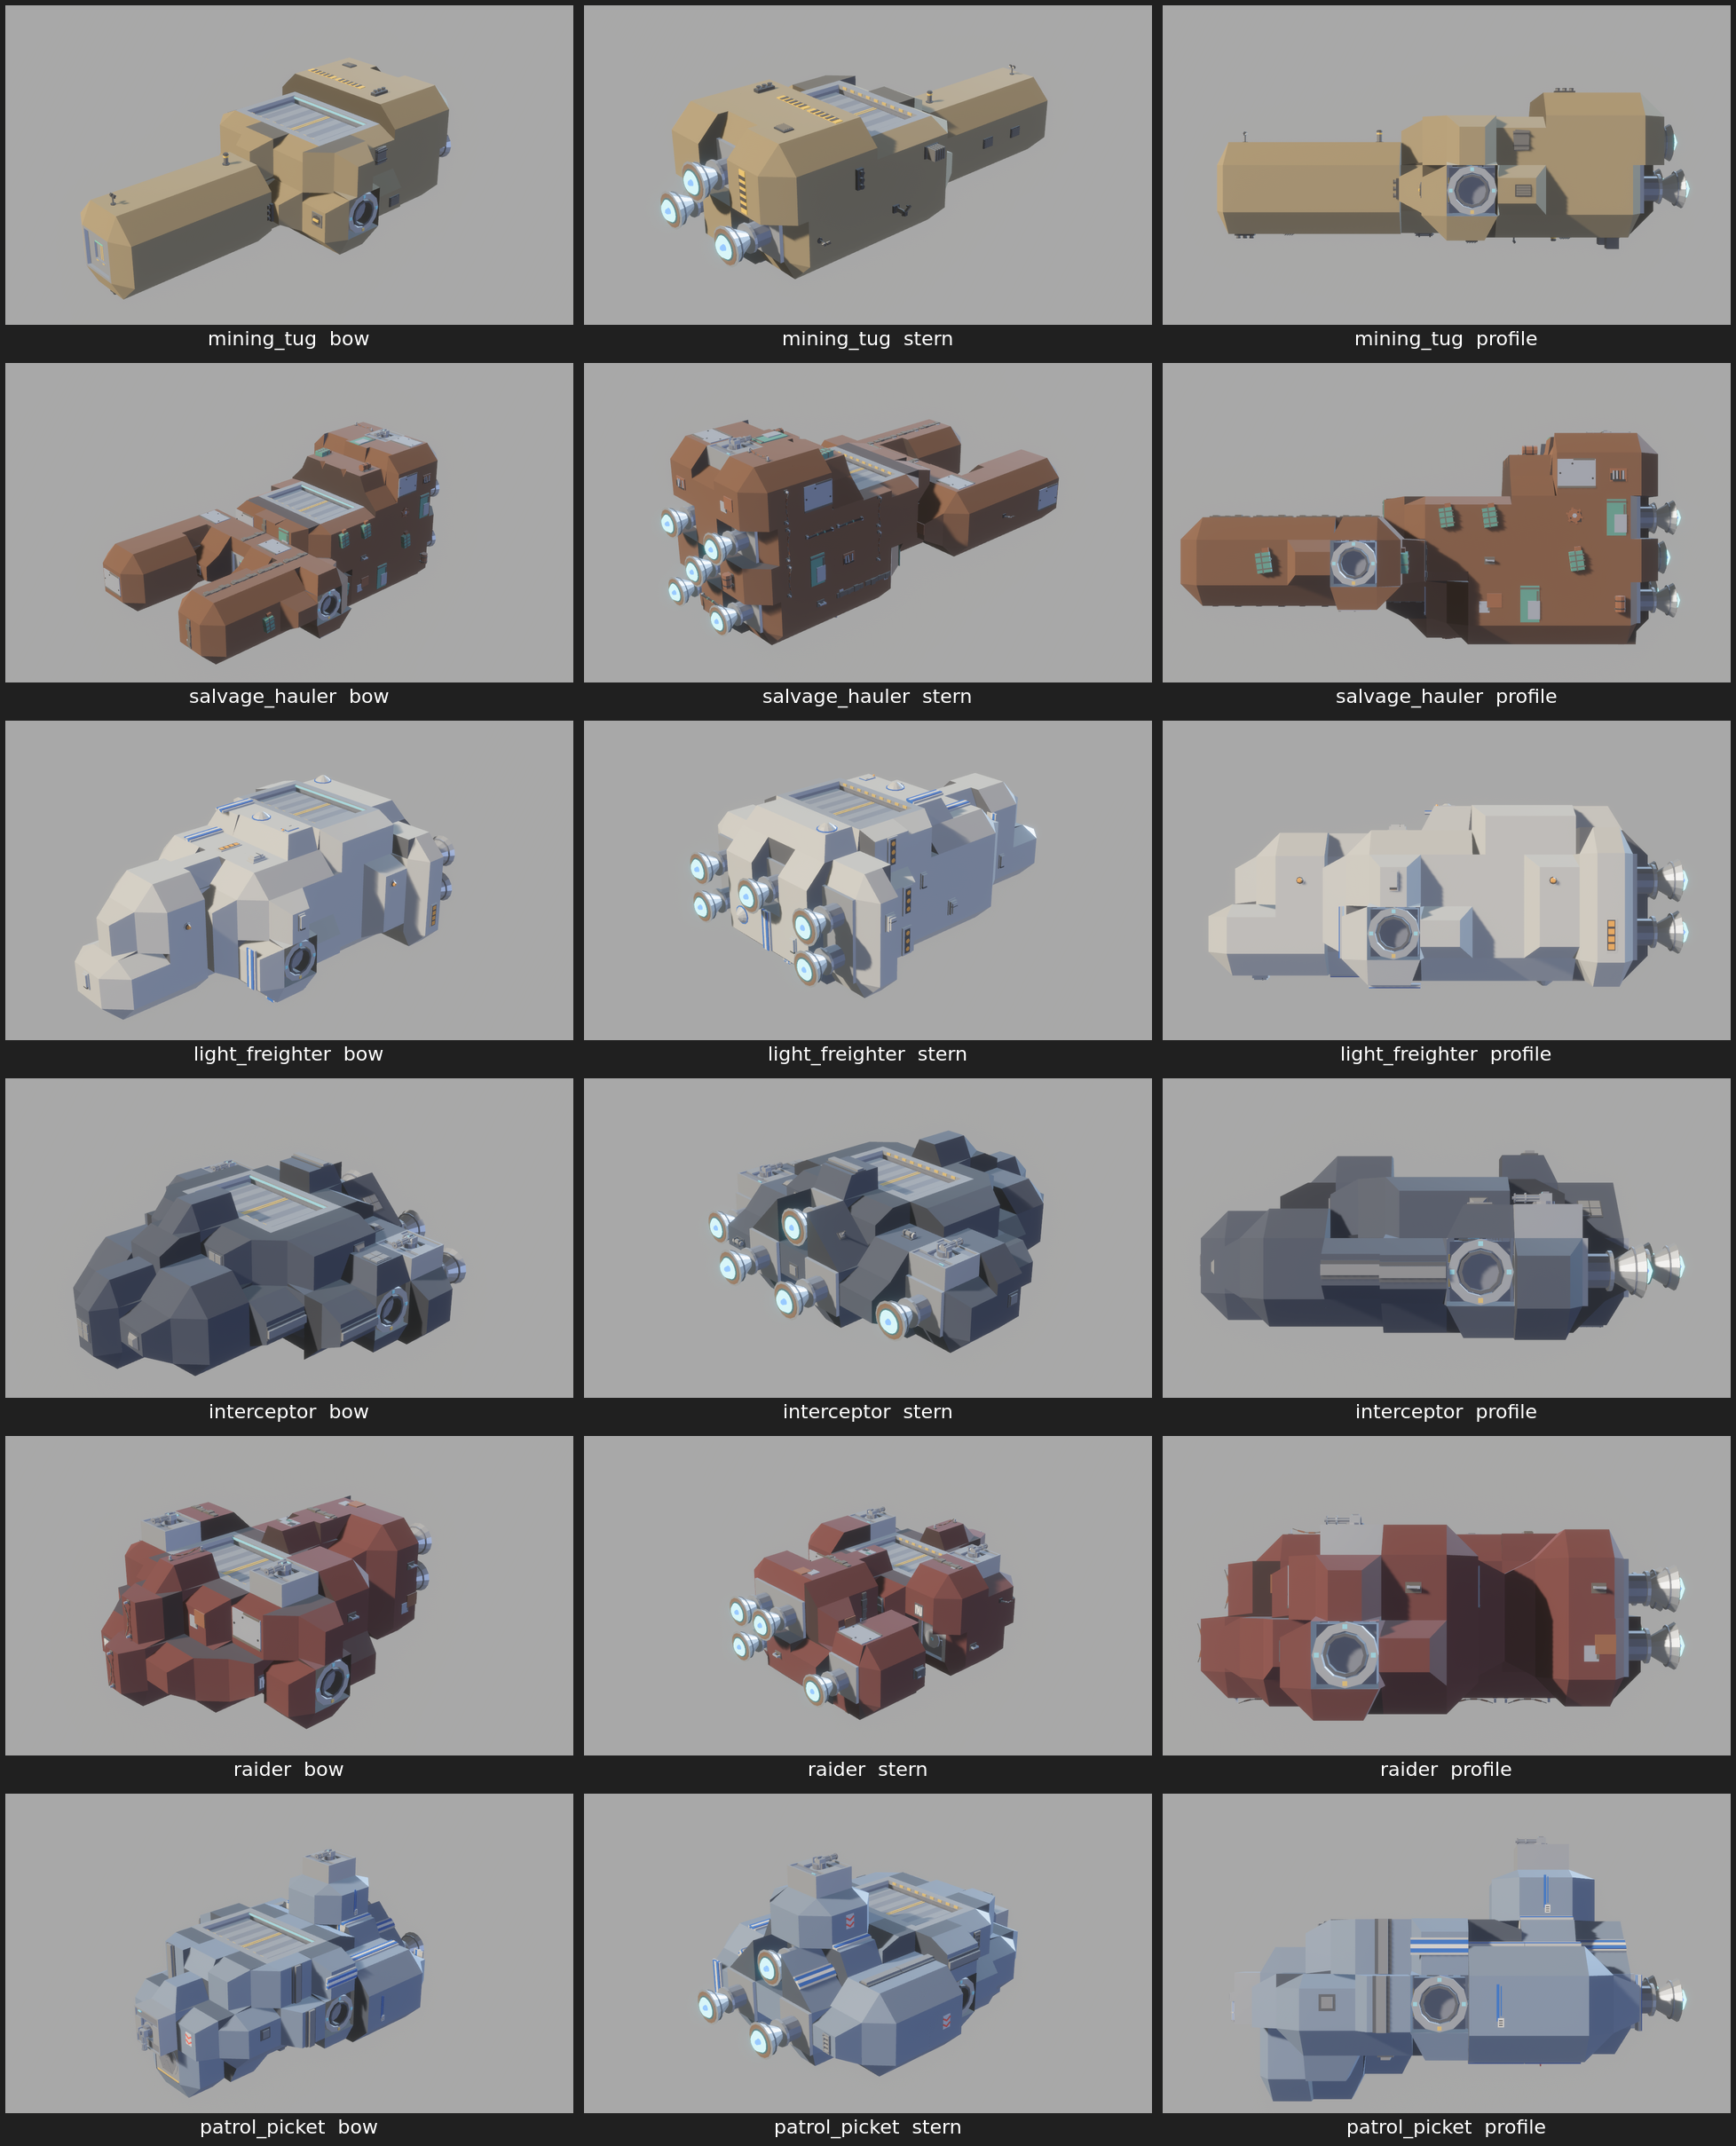 mining_tug bow
mining_tug stern
mining_tug profile
salvage_hauler bow
salvage_hauler stern
salvage_hauler profile
light_freighter bow
light_freighter stern
light_freighter profile
interceptor bow
interceptor stern
interceptor profile
raider bow
raider stern
raider profile
patrol_picket bow
patrol_picket stern
patrol_picket profile